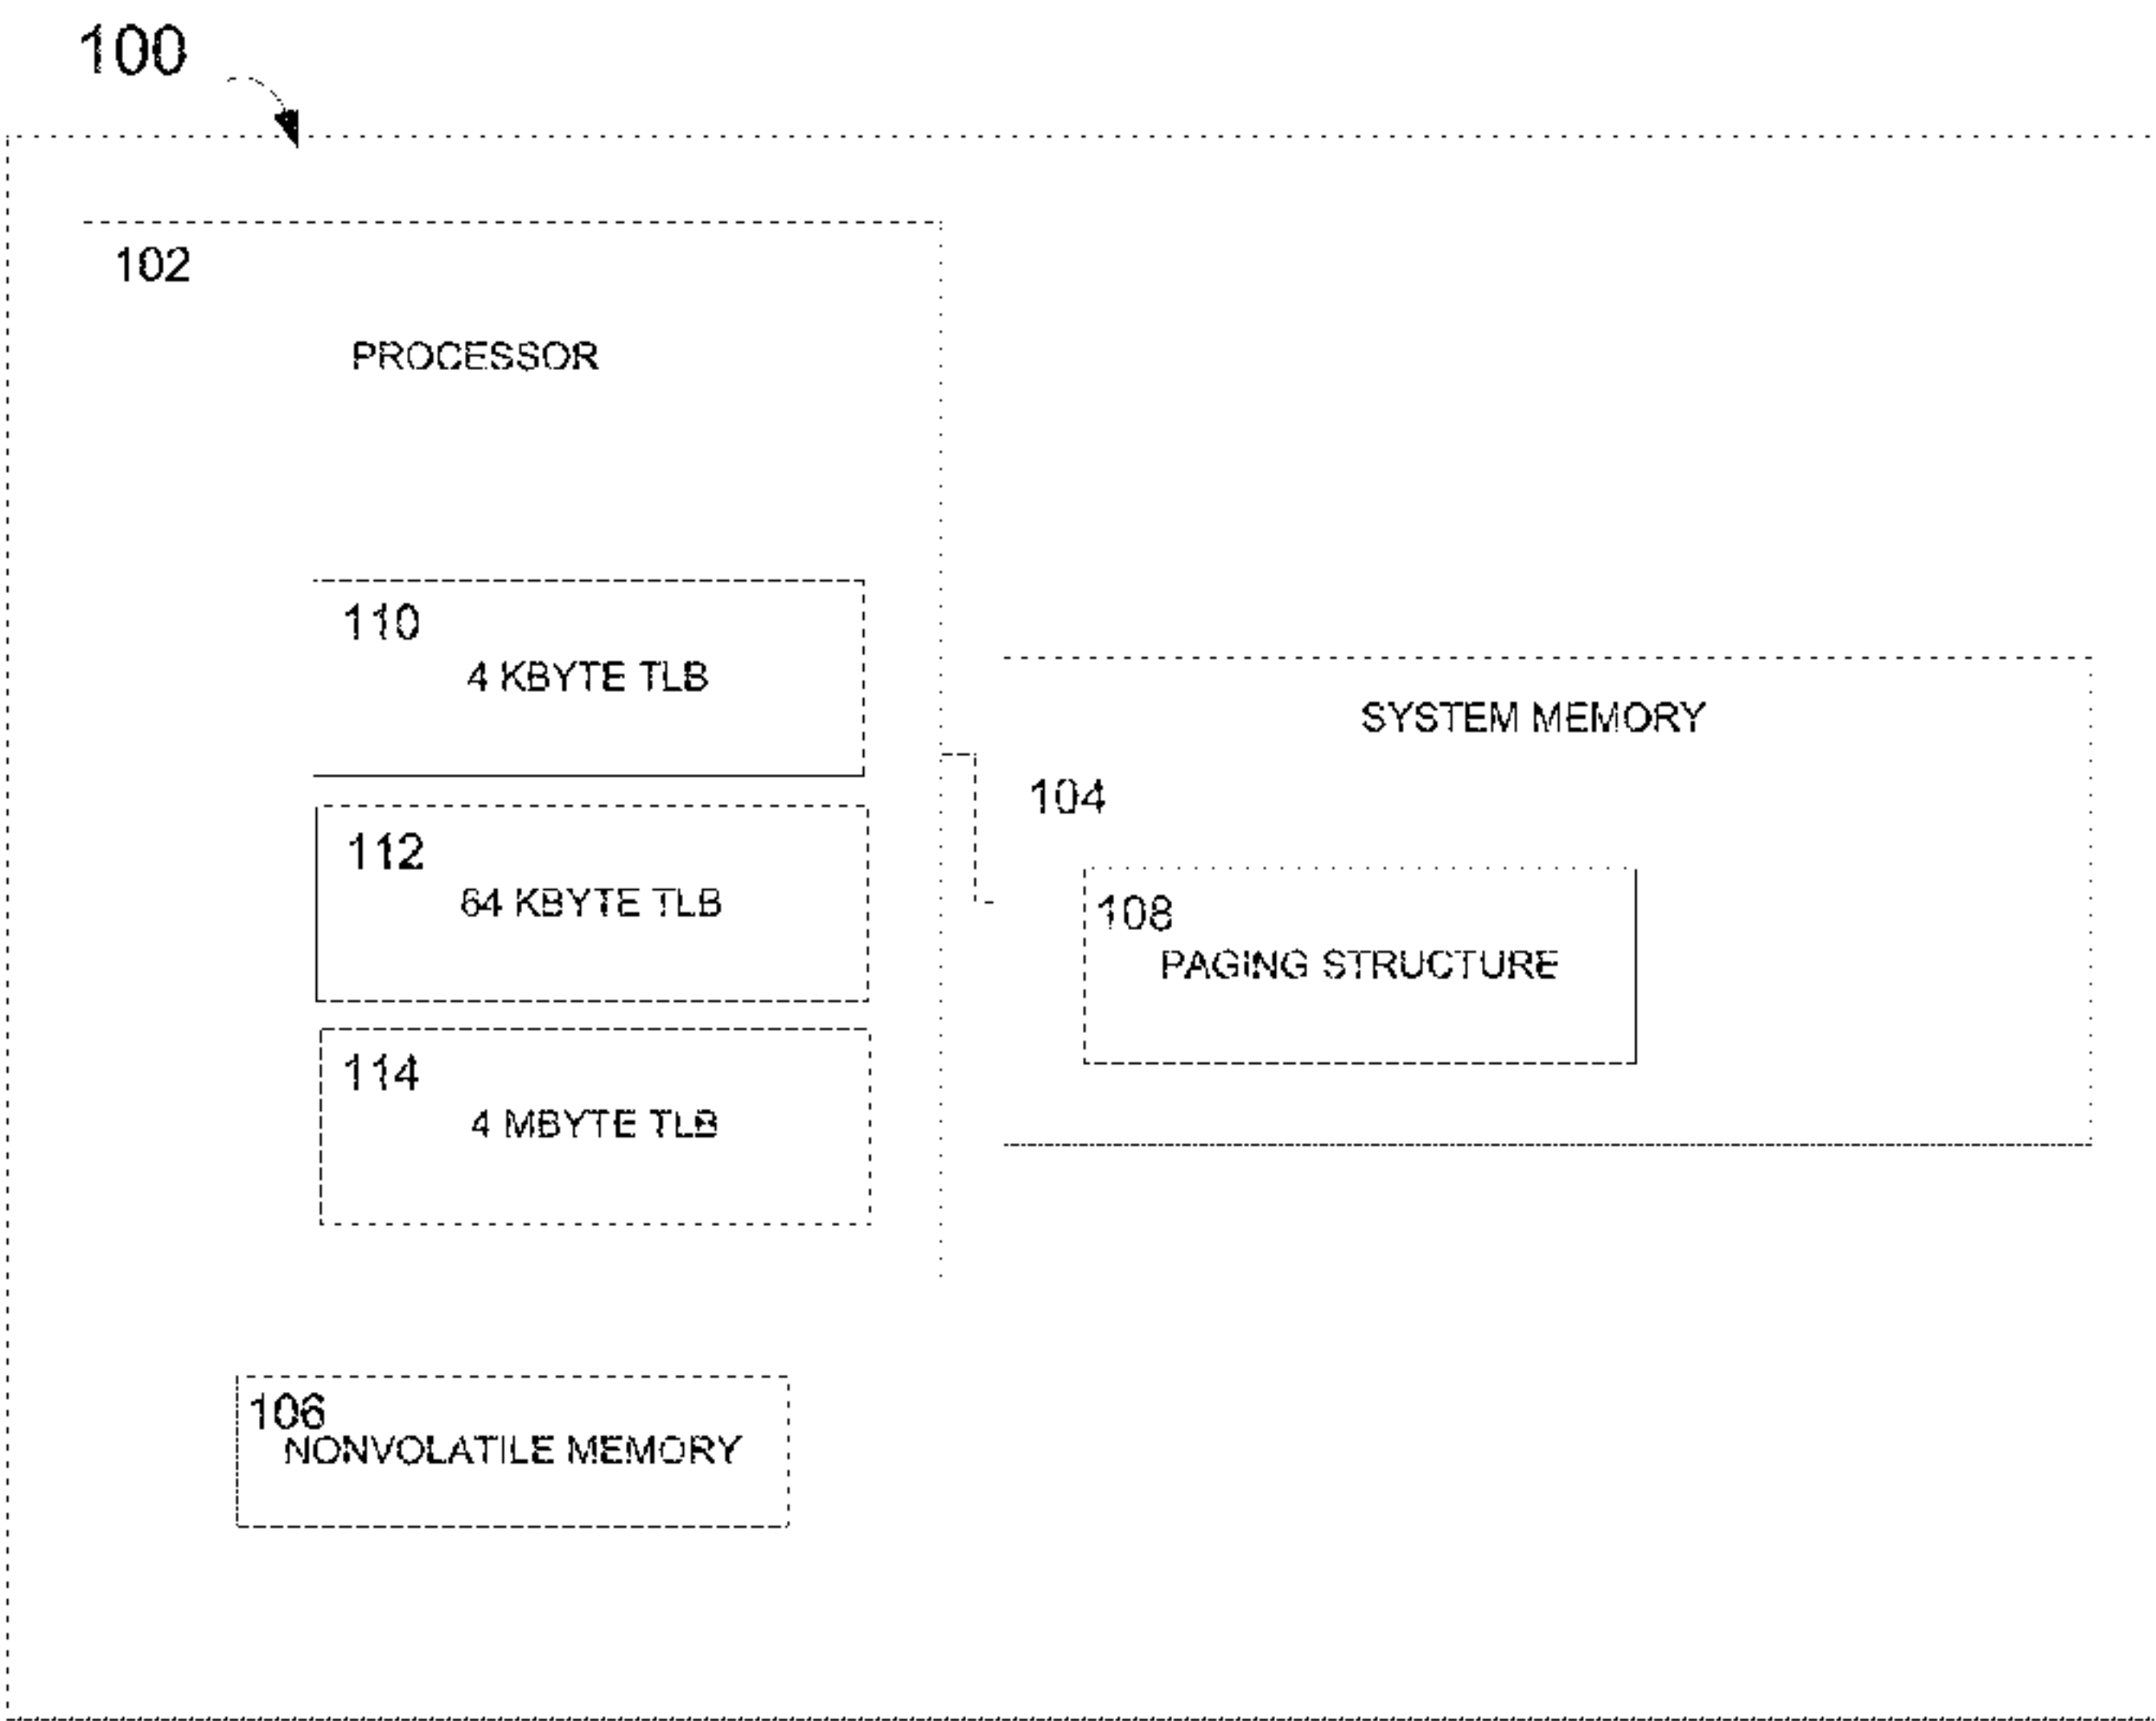 100
102
PROCESSOR
110
4 KBYTE TLB
112
64 KBYTE TLB
114
4 MBYTE TLB
SYSTEM MEMORY
104
108
PAGING STRUCTURE
106
NONVOLATILE MEMORY